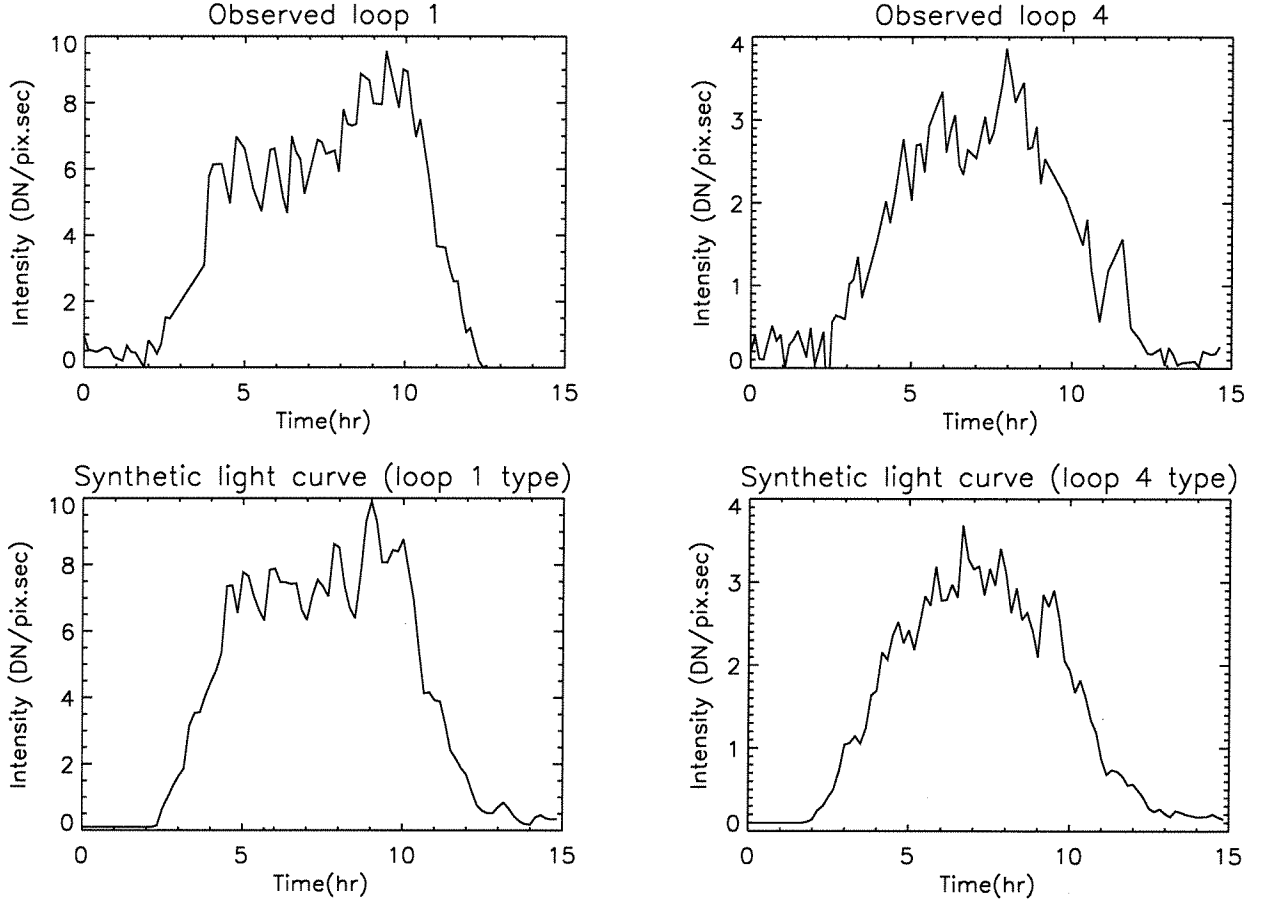 Observed loop 1
10
8
6
4
2
0
Intensity (DN/pix.sec)
0 5 10 15
Time(hr)
Observed loop 4
4
3
2
1
0
Intensity (DN/pix.sec)
0 5 10 15
Time(hr)
Synthetic light curve (loop 1 type)
10
8
6
4
2
0
Intensity (DN/pix.sec)
0 5 10 15
Time(hr)
Synthetic light curve (loop 4 type)
4
3
2
1
0
Intensity (DN/pix.sec)
0 5 10 15
Time(hr)